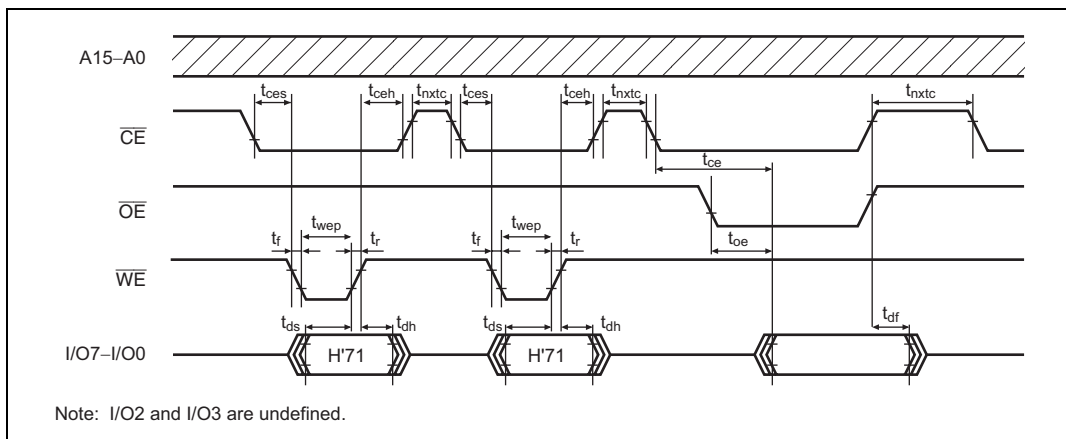 A15–A0
tces tceh tnxtc tces tceh tnxtc tnxtc
CE
tce
OE
twep twep toe
tf tr tf tr
WE
tds tdh tds tdh tdf
I/O7–I/O0 H'71 H'71
Note: I/O2 and I/O3 are undefined.